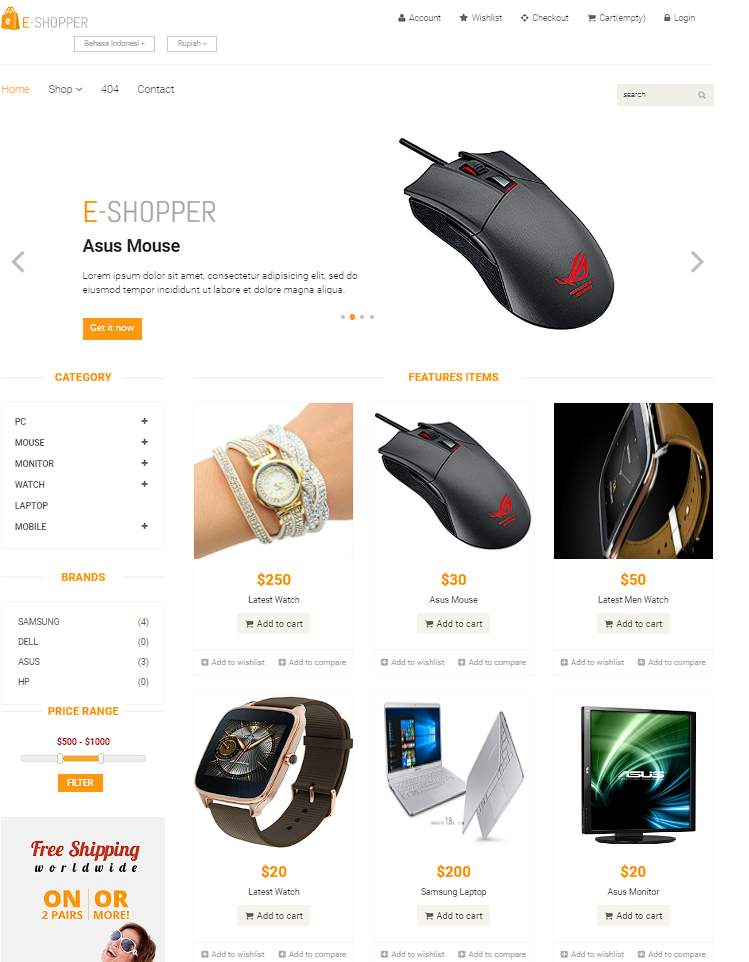 E-SHOPPER
Account
Wishlist
Checkout
Cart(empty)
Login
Bahasa Indonesi
Rupiah
Home
Shop
404
Contact
search
E-SHOPPER
Asus Mouse
Lorem ipsum dolor sit amet, consectetur adipisicing elit, sed do
eiusmod tempor incididunt ut labore et dolore magna aliqua.
Get it now
CATEGORY
PC
MOUSE
MONITOR
WATCH
LAPTOP
MOBILE
BRANDS
SAMSUNG (4)
DELL (0)
ASUS (3)
HP (0)
PRICE RANGE
$500 - $1000
FILTER
Free Shipping
worldwide
ON OR
2 PAIRS MORE!
FEATURES ITEMS
$250
Latest Watch
Add to cart
Add to wishlist Add to compare
$30
Asus Mouse
Add to cart
Add to wishlist Add to compare
$50
Latest Men Watch
Add to cart
Add to wishlist Add to compare
$20
Latest Watch
Add to cart
Add to wishlist Add to compare
$200
Samsung Laptop
Add to cart
Add to wishlist Add to compare
ASUS
$20
Asus Monitor
Add to cart
Add to wishlist Add to compare